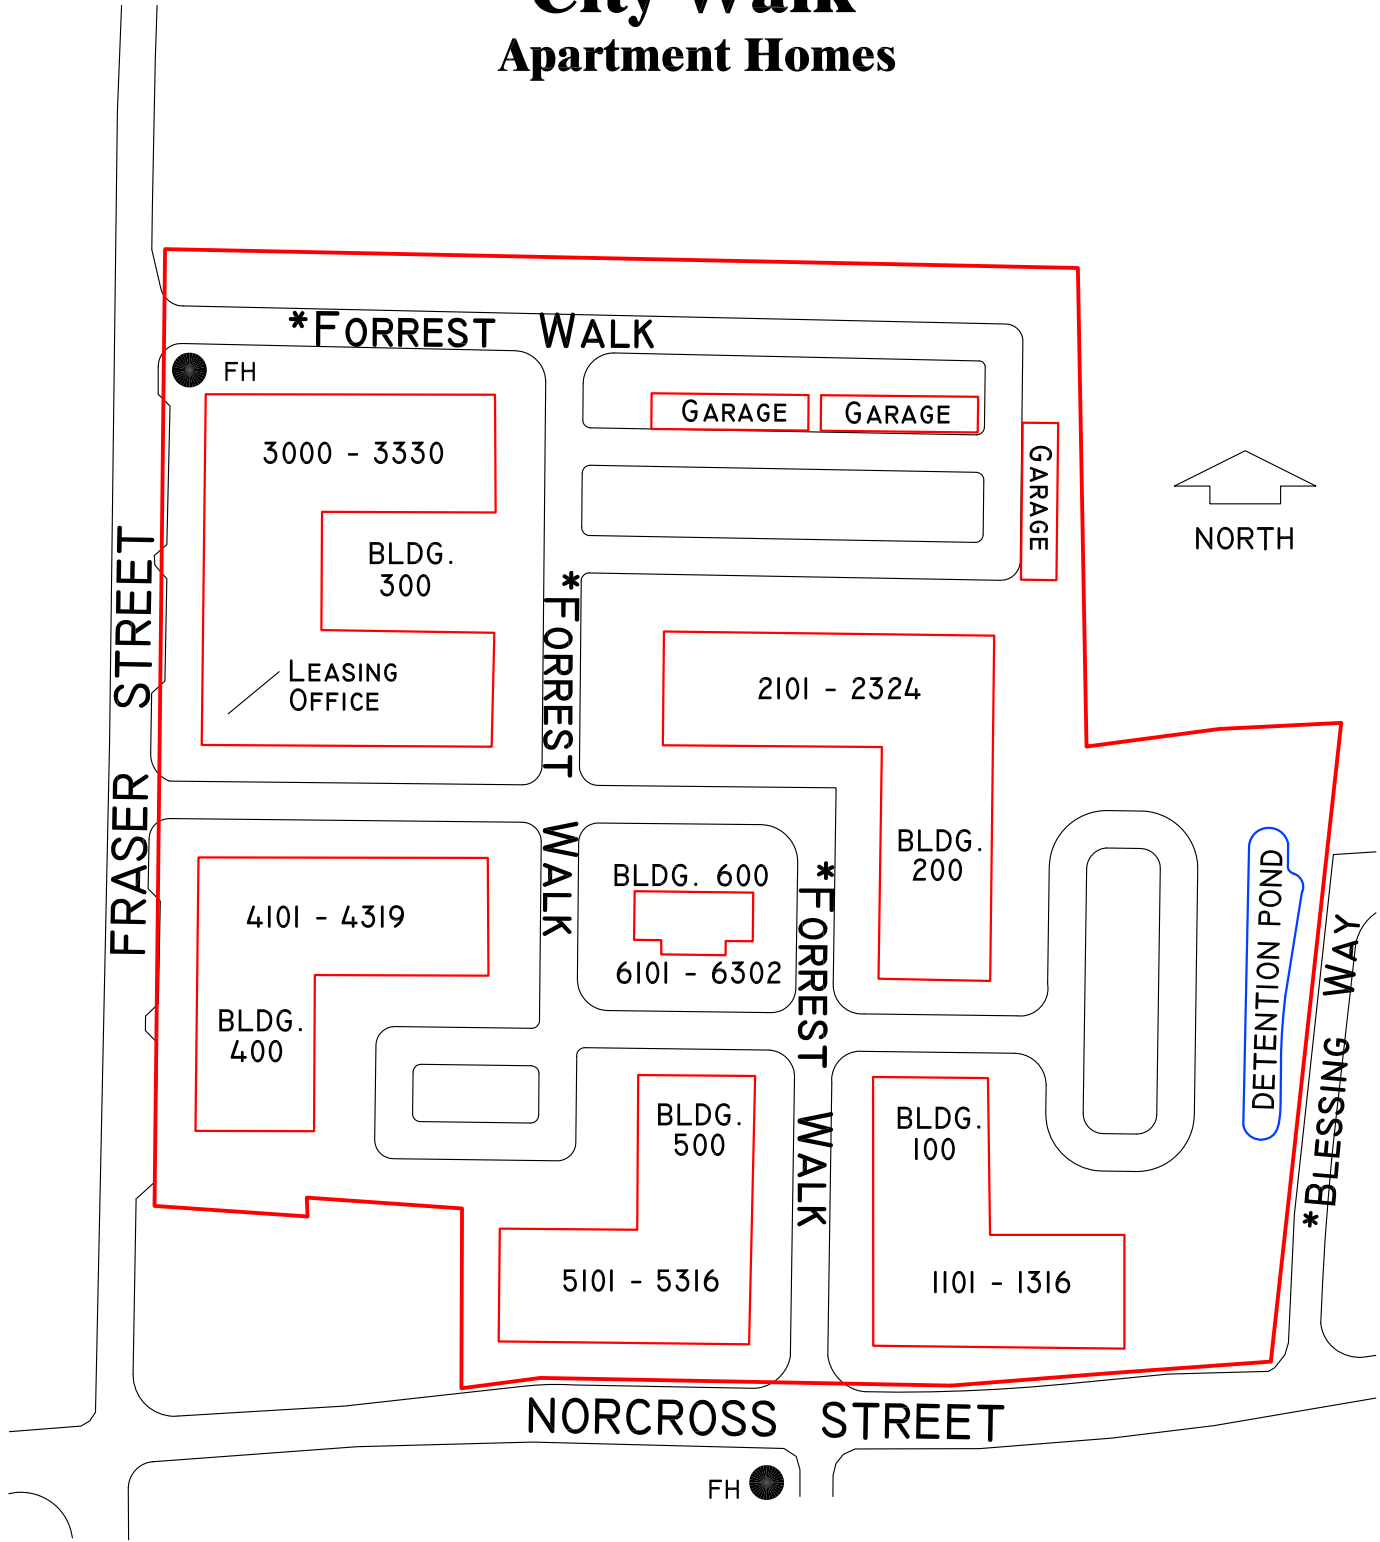 City Walk
Apartment Homes
*FORREST WALK
FH
GARAGE
GARAGE
GARAGE
3000 - 3330
BLDG.
300
NORTH
LEASING
OFFICE
FRASER STREET
*FORREST WALK
2101 - 2324
BLDG.
200
BLDG. 600
6101 - 6302
4101 - 4319
BLDG.
400
*FORREST WALK
DETENTION POND
*BLESSING WAY
BLDG.
500
5101 - 5316
BLDG.
100
1101 - 1316
NORCROSS STREET
FH